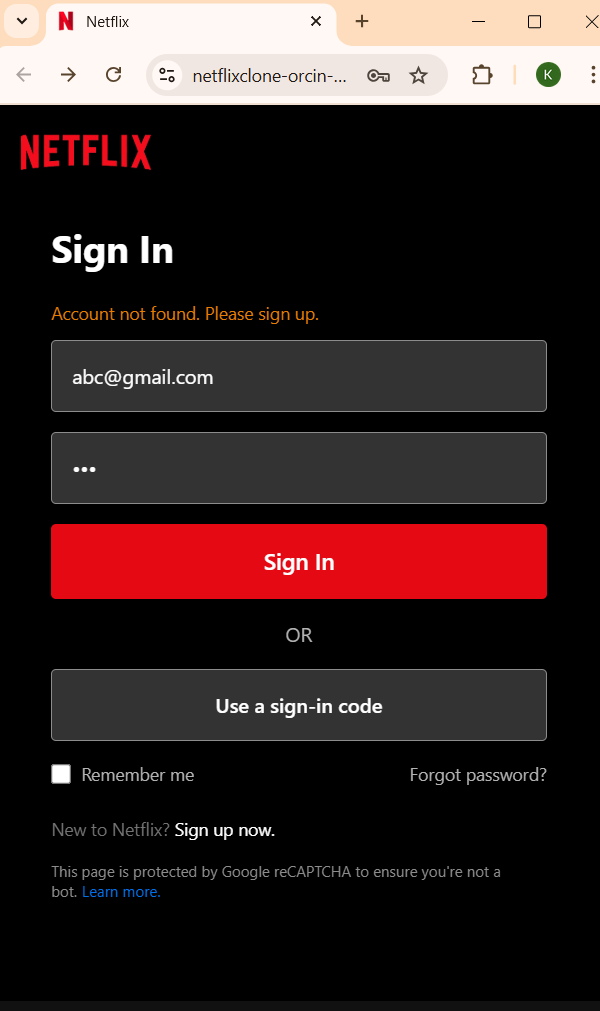 Netflix
netflixclone-orcin-...
K
NETFLIX
Sign In
Account not found. Please sign up.
abc@gmail.com
•••
Sign In
OR
Use a sign-in code
Remember me
Forgot password?
New to Netflix? Sign up now.
This page is protected by Google reCAPTCHA to ensure you're not a
bot. Learn more.